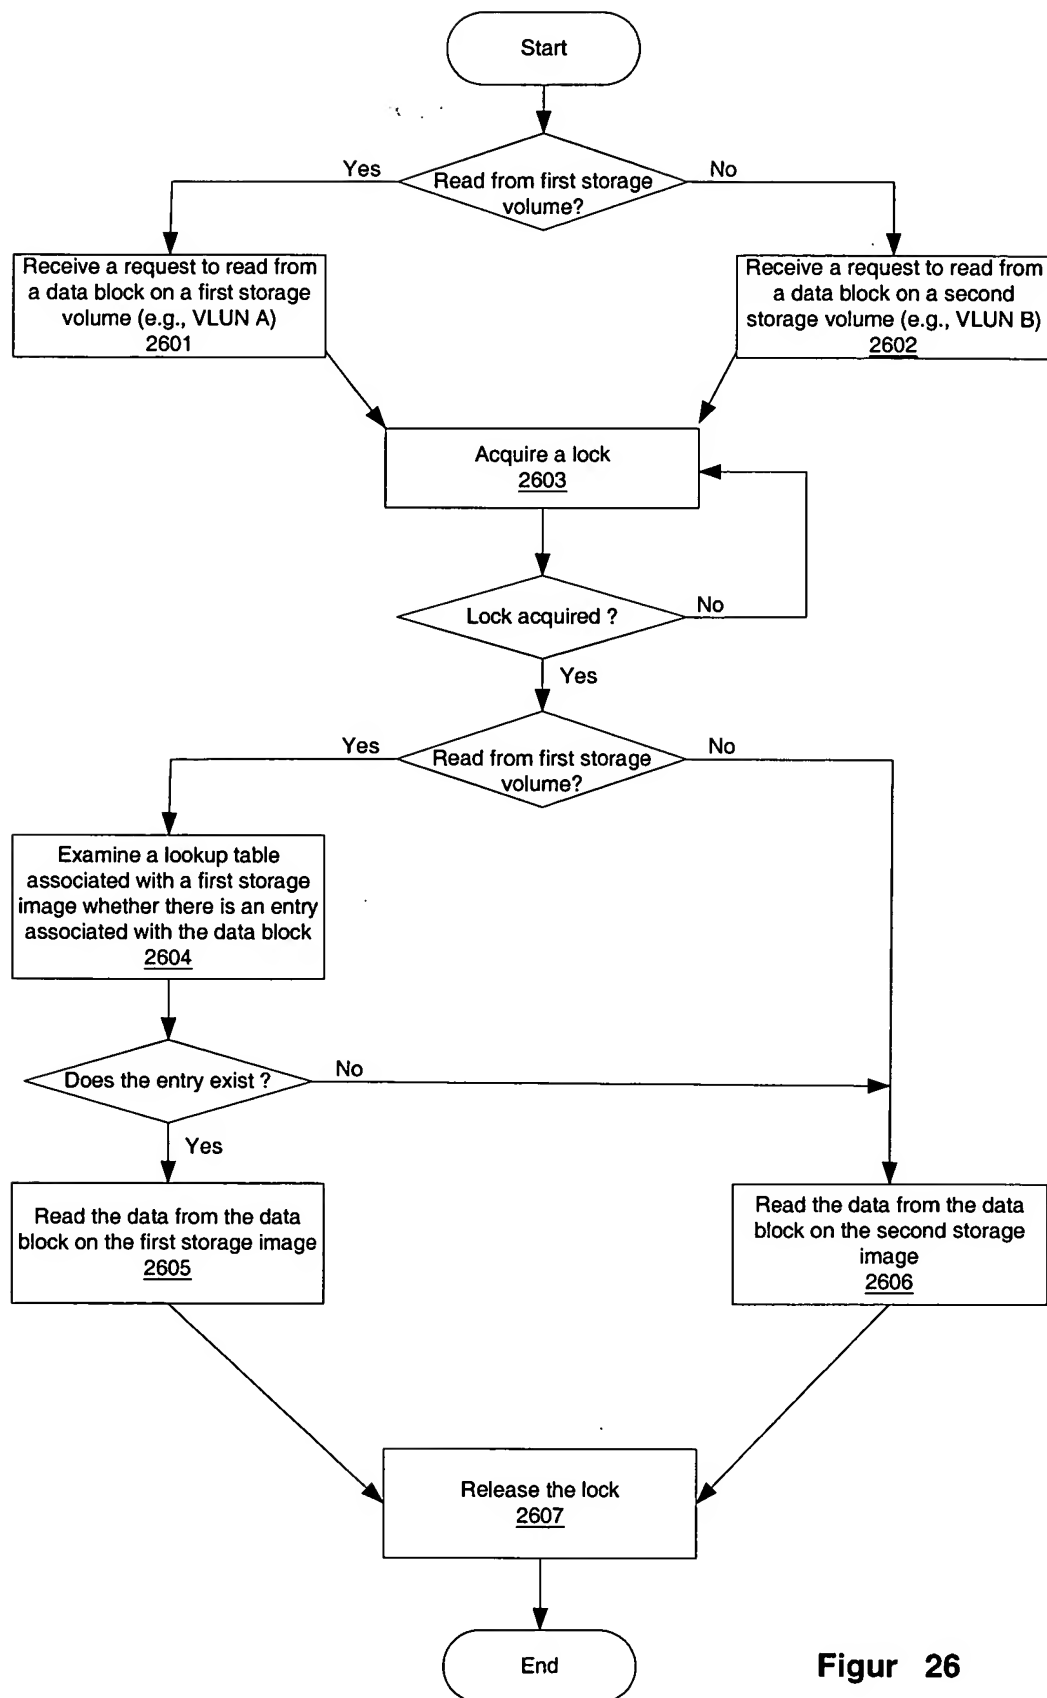 Start
Yes
No
Read from first storage
volume?
Receive a request to read from
a data block on a first storage
volume (e.g., VLUN A)
2601
Receive a request to read from
a data block on a second
storage volume (e.g., VLUN B)
2602
Acquire a lock
2603
Lock acquired ?
No
Yes
Yes
No
Read from first storage
volume?
Examine a lookup table
associated with a first storage
image whether there is an entry
associated with the data block
2604
Does the entry exist ?
No
Yes
Read the data from the data
block on the first storage image
2605
Read the data from the data
block on the second storage
image
2606
Release the lock
2607
End
Figur 26